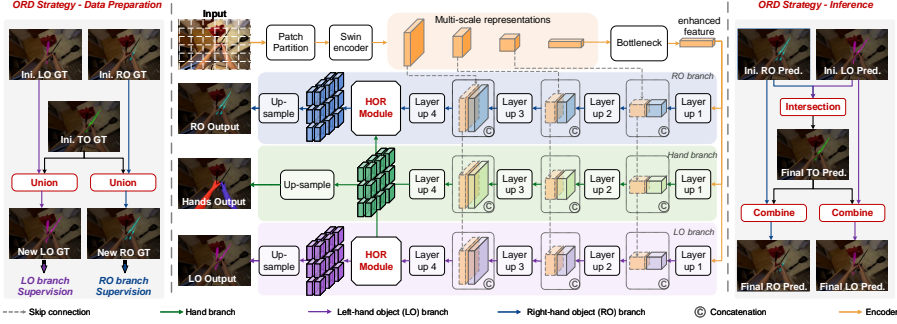 ORD Strategy - Data Preparation
Ini. LO GT
Ini. RO GT
Ini. TO GT
Union
Union
New LO GT
New RO GT
LO branch
Supervision
RO branch
Supervision
Input
Patch
Partition
Swin
encoder
Multi-scale representations
Bottleneck
enhanced
feature
RO branch
RO Output
Up-
sample
HOR
Module
Layer
up 4
C
Layer
up 3
C
Layer
up 2
C
Layer
up 1
Hand branch
Hands Output
Up-sample
Layer
up 4
C
Layer
up 3
C
Layer
up 2
C
Layer
up 1
LO branch
LO Output
Up-
sample
HOR
Module
Layer
up 4
C
Layer
up 3
C
Layer
up 2
C
Layer
up 1
ORD Strategy - Inference
Ini. RO Pred.
Ini. LO Pred.
Intersection
Final TO Pred.
Combine
Combine
Final RO Pred.
Final LO Pred.
Skip connection
Hand branch
Left-hand object (LO) branch
Right-hand object (RO) branch
C
Concatenation
Encoder